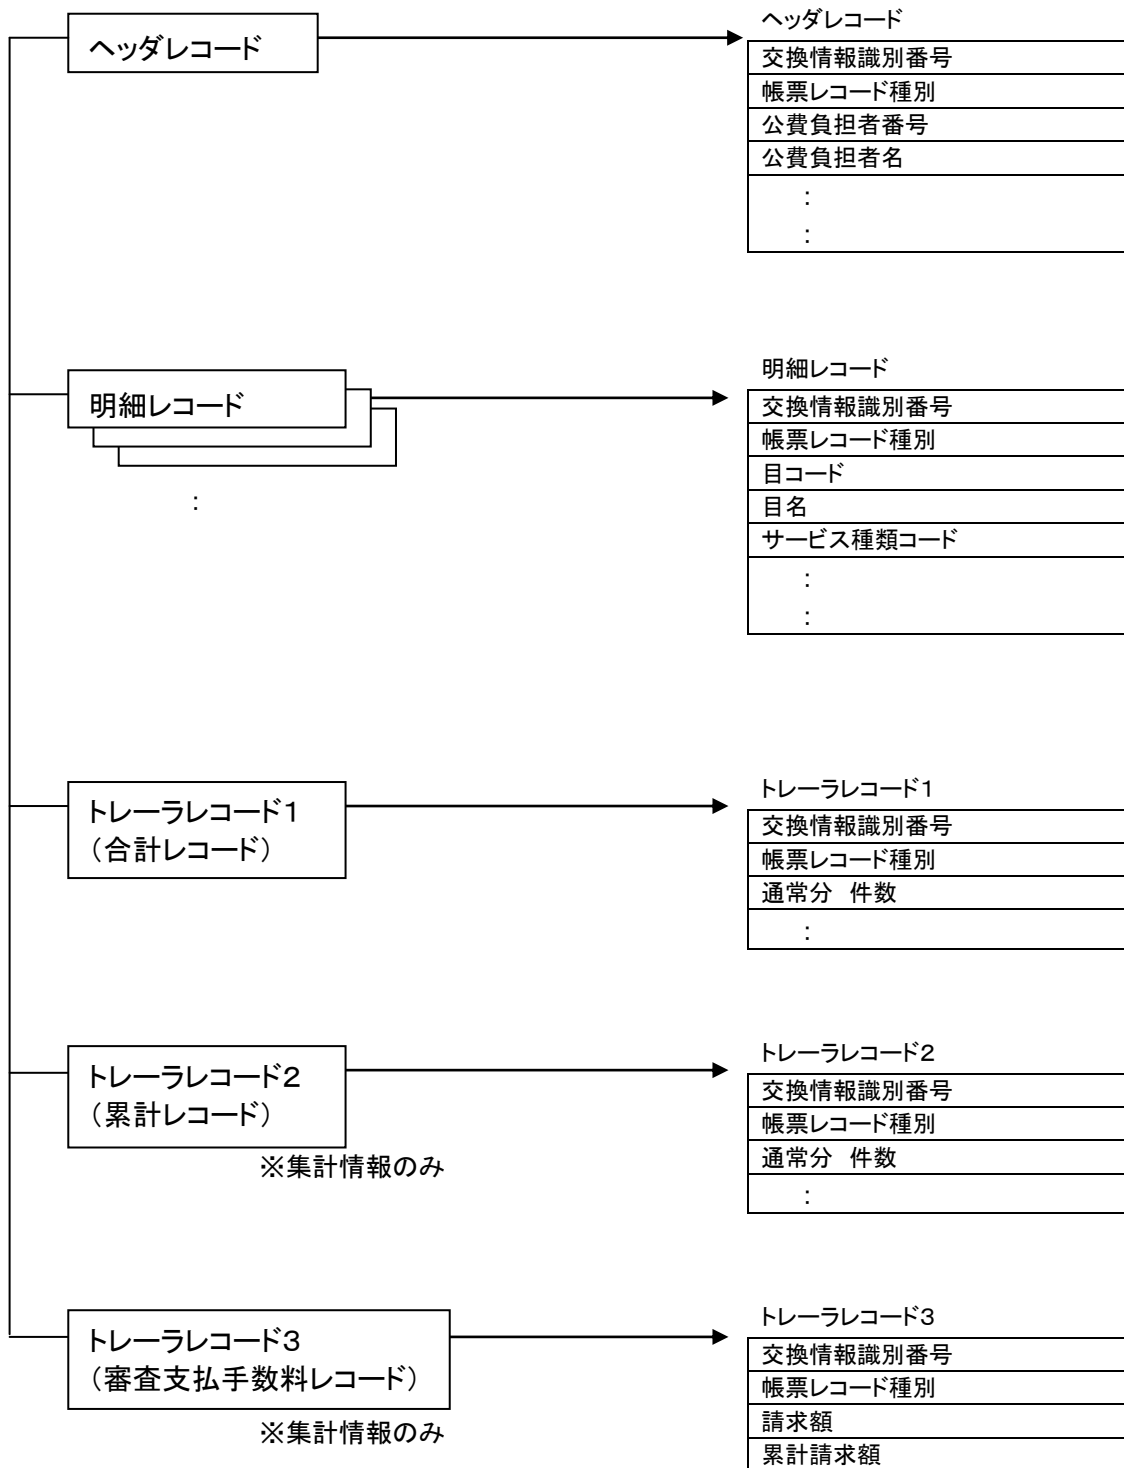 ヘッダレコード
ヘッダレコード
交換情報識別番号
帳票レコード種別
公費負担者番号
公費負担者名
：
：
明細レコード
：
明細レコード
交換情報識別番号
帳票レコード種別
目コード
目名
サービス種類コード
：
：
トレーラレコード１
（合計レコード）
トレーラレコード１
交換情報識別番号
帳票レコード種別
通常分　件数
：
トレーラレコード２
（累計レコード）
※集計情報のみ
トレーラレコード２
交換情報識別番号
帳票レコード種別
通常分　件数
：
トレーラレコード３
（審査支払手数料レコード）
※集計情報のみ
トレーラレコード３
交換情報識別番号
帳票レコード種別
請求額
累計請求額